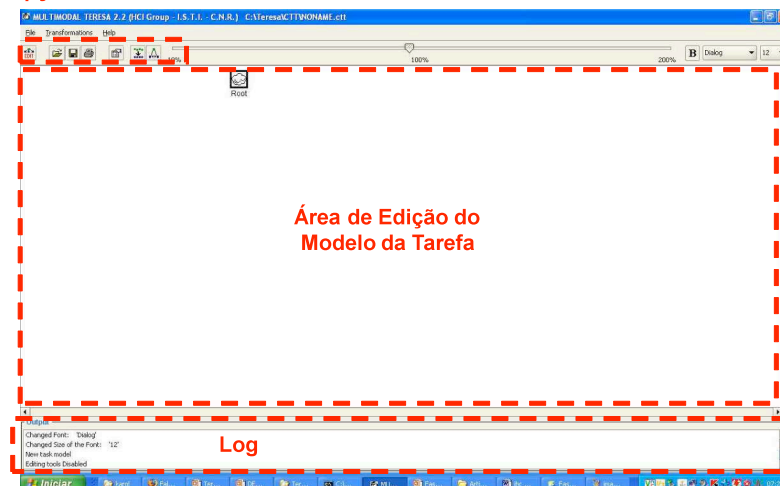 MULTIMODAL TERESA 2.2 (HCI Group - I.S.T.I. - C.N.R.) C:\Teresa\CTT\NONAME.ctt
File Transformations Help
EDIT
10% 100% 200% B Dialog 12
Root
Área de Edição do
Modelo da Tarefa
Output
Changed Font: 'Dialog'
Changed Size of the Font: '12'
New task model
Editing tools Disabled
Log
Iniciar